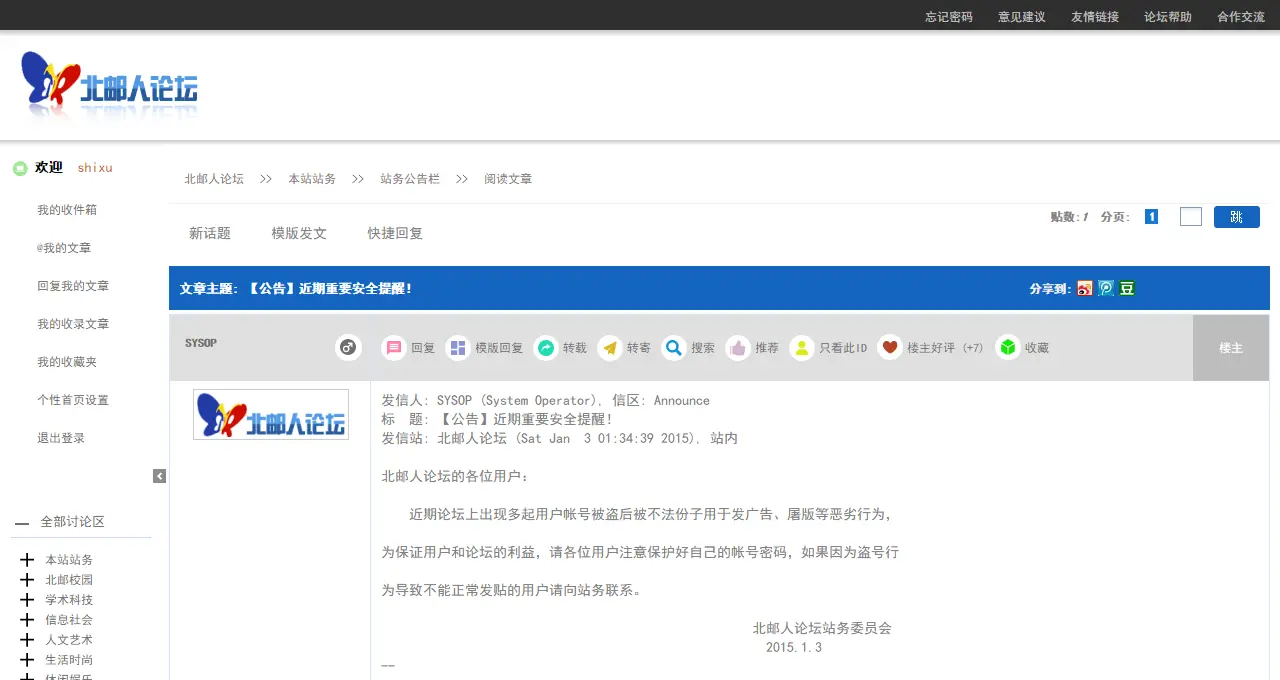 忘记密码 意见建议 友情链接 论坛帮助 合作交流
北邮人论坛
欢迎 shixu
我的收件箱
@我的文章
回复我的文章
我的收录文章
我的收藏夹
个性首页设置
退出登录
全部讨论区
本站站务
北邮校园
学术科技
信息社会
人文艺术
生活时尚
休闲娱乐
北邮人论坛 >> 本站站务 >> 站务公告栏 >> 阅读文章
新话题 模版发文 快捷回复
贴数:1 分页: 1 跳
文章主题: 【公告】近期重要安全提醒! 分享到: 豆
SYSOP 回复 模版回复 转载 转寄 搜索 推荐 只看此ID 楼主好评 (+7) 收藏 楼主
北邮人论坛
发信人: SYSOP (System Operator), 信区: Announce
标 题: 【公告】近期重要安全提醒!
发信站: 北邮人论坛 (Sat Jan 3 01:34:39 2015), 站内
北邮人论坛的各位用户:
近期论坛上出现多起用户帐号被盗后被不法份子用于发广告、屠版等恶劣行为,
为保证用户和论坛的利益, 请各位用户注意保护好自己的帐号密码, 如果因为盗号行
为导致不能正常发贴的用户请向站务联系。
北邮人论坛站务委员会
2015.1.3
--